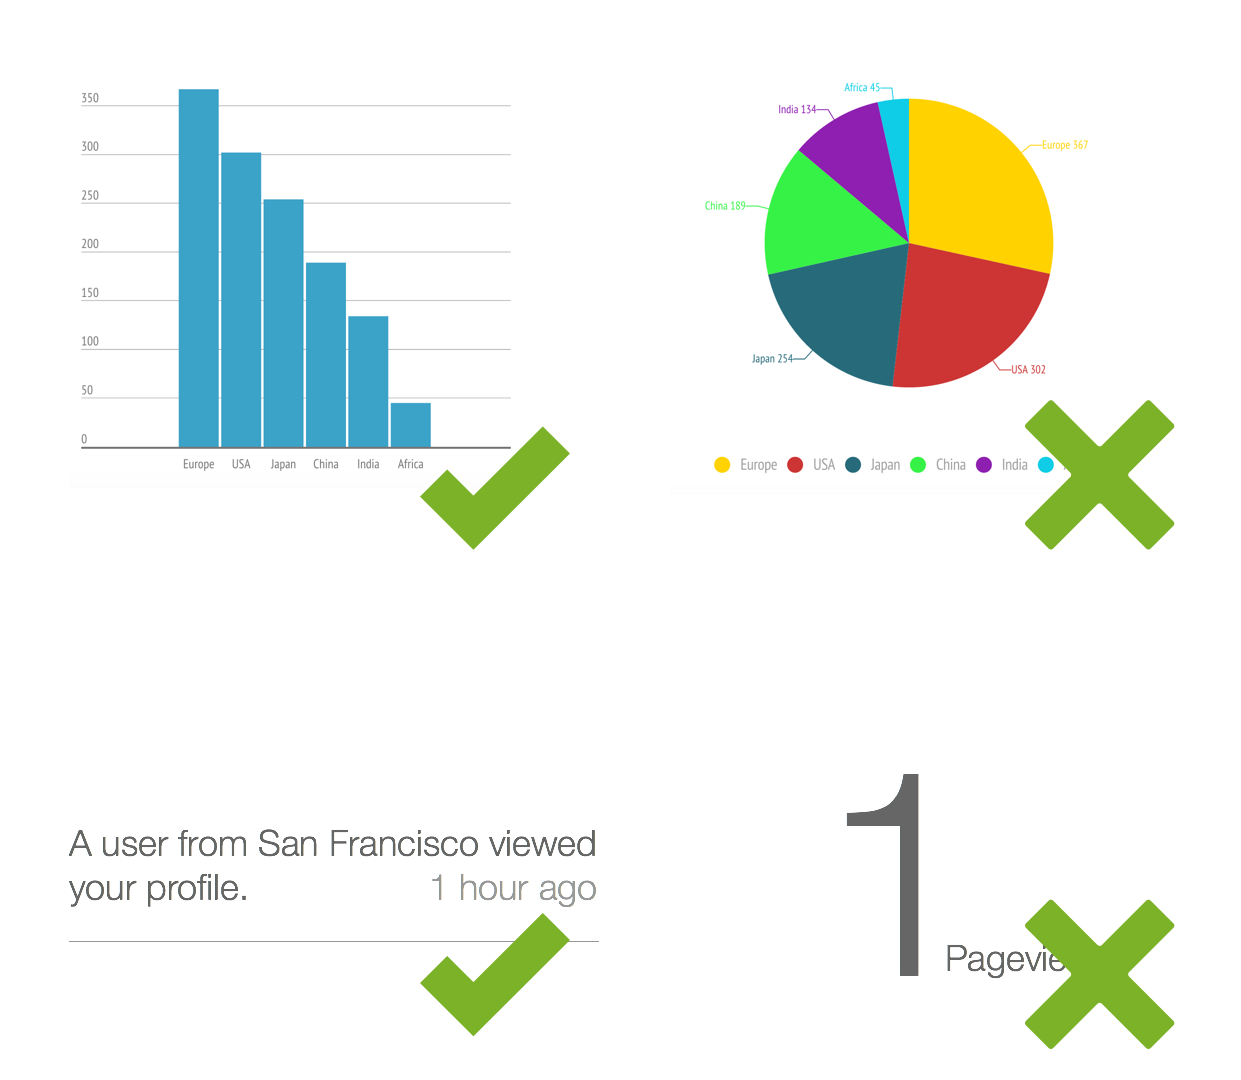 350
300
250
200
150
100
50
0
Europe USA Japan China India Africa
Africa 45
India 134
Europe 367
China 189
Japan 254
USA 302
Europe USA Japan China India
A user from San Francisco viewed
your profile. 1 hour ago
1